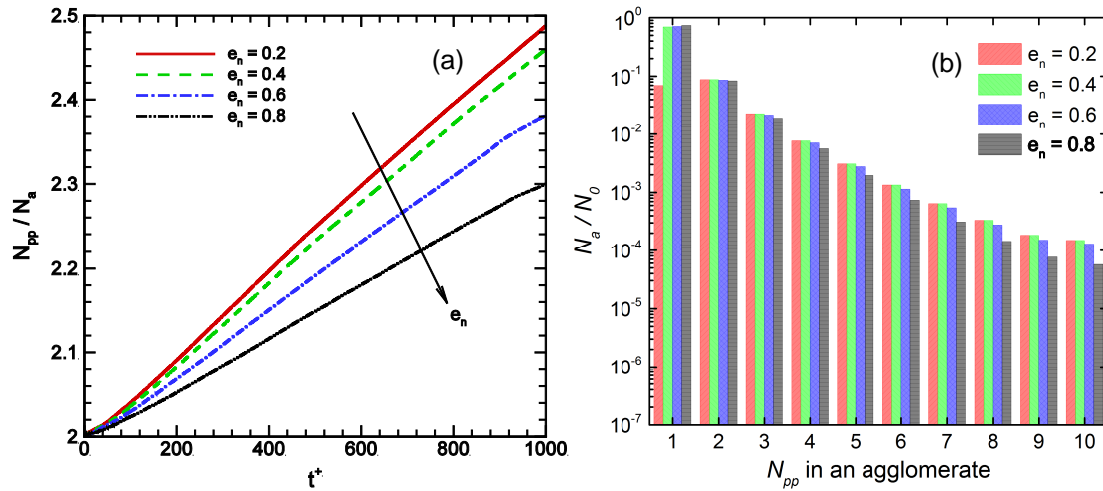 (a)
e_n = 0.2
e_n = 0.4
e_n = 0.6
e_n = 0.8
2.5
2.4
2.3
2.2
2.1
2
N_pp / N_a
e_n
0 200 400 600 800 1000
t^+
(b)
e_n = 0.2
e_n = 0.4
e_n = 0.6
e_n = 0.8
10^0
10^-1
10^-2
10^-3
10^-4
10^-5
10^-6
10^-7
N_a / N_0
1 2 3 4 5 6 7 8 9 10
N_pp in an agglomerate